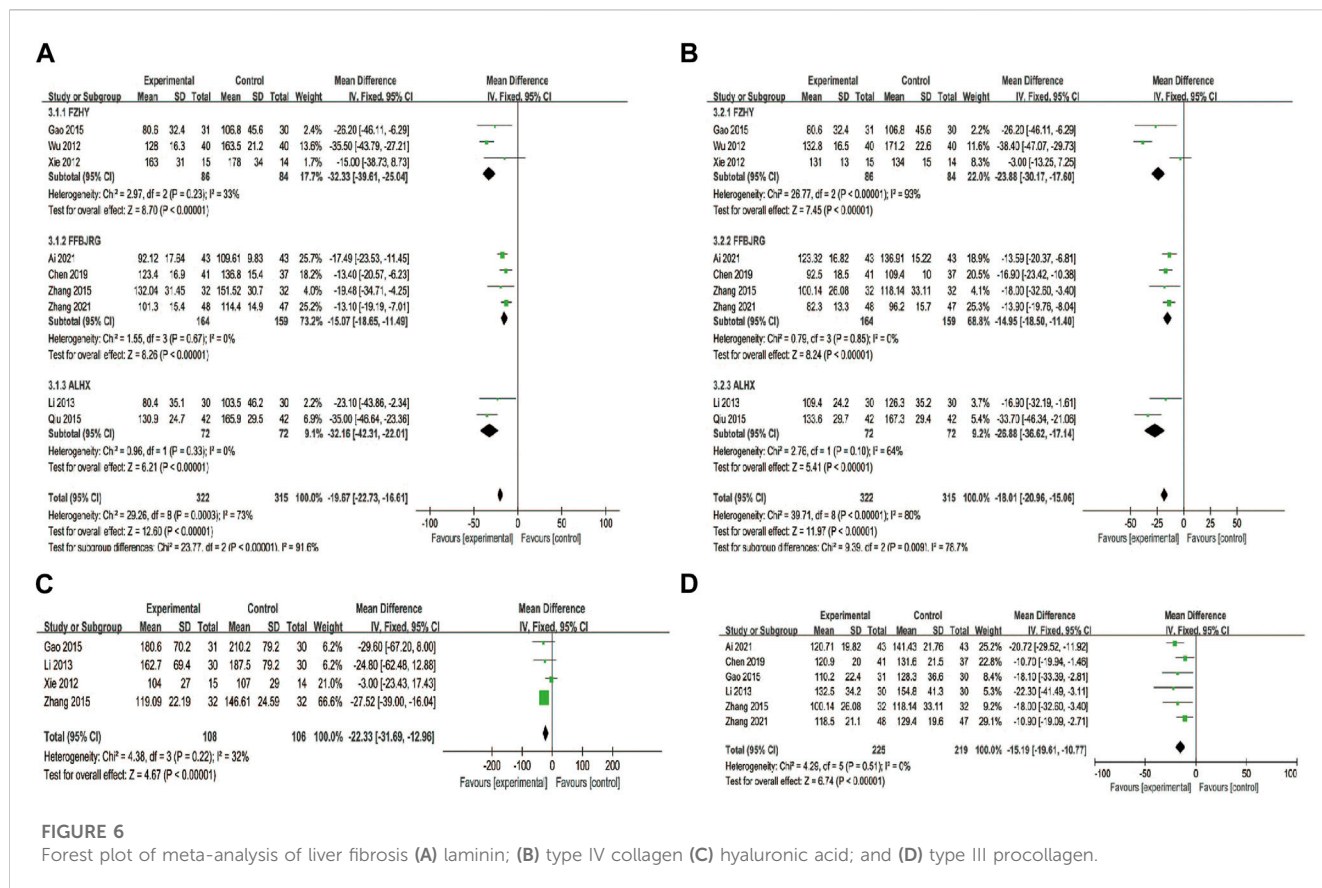 A
Experimental Control Mean Difference Mean Difference
Study or Subgroup Mean SD Total Mean SD Total Weight IV, Fixed, 95% CI IV, Fixed, 95% CI
3.1.1 FZHY
Gao 2015 80.6 32.4 31 106.8 45.6 30 2.4% -26.20 [-46.11, -6.29]
Wu 2012 128 16.3 40 163.5 21.2 40 13.6% -35.50 [-43.79, -27.21]
Xie 2012 163 31 15 178 34 14 1.7% -15.00 [-38.73, 8.73]
Subtotal (95% CI) 86 84 17.7% -32.33 [-39.61, -25.04]
Heterogeneity: Chi² = 2.97, df = 2 (P = 0.23); I² = 33%
Test for overall effect: Z = 8.70 (P < 0.00001)
3.1.2 FFBJRG
Ai 2021 92.12 17.64 43 109.61 9.83 43 25.7% -17.49 [-23.53, -11.45]
Chen 2019 123.4 16.9 41 136.8 15.4 37 18.2% -13.40 [-20.57, -6.23]
Zhang 2015 132.04 31.45 32 151.52 30.7 32 4.0% -19.48 [-34.71, -4.25]
Zhang 2021 101.3 15.4 48 114.4 14.9 47 25.2% -13.10 [-19.19, -7.01]
Subtotal (95% CI) 164 159 73.2% -15.07 [-18.65, -11.49]
Heterogeneity: Chi² = 1.55, df = 3 (P = 0.67); I² = 0%
Test for overall effect: Z = 8.26 (P < 0.00001)
3.1.3 ALHX
Li 2013 80.4 35.1 30 103.5 46.2 30 2.2% -23.10 [-43.86, -2.34]
Qiu 2015 130.9 24.7 42 165.9 29.5 42 6.9% -35.00 [-46.64, -23.36]
Subtotal (95% CI) 72 72 9.1% -32.16 [-42.31, -22.01]
Heterogeneity: Chi² = 0.96, df = 1 (P = 0.33); I² = 0%
Test for overall effect: Z = 6.21 (P < 0.00001)
Total (95% CI) 322 315 100.0% -19.67 [-22.73, -16.61]
Heterogeneity: Chi² = 29.26, df = 8 (P = 0.0003); I² = 73%
Test for overall effect: Z = 12.60 (P < 0.00001)
Test for subgroup differences: Chi² = 23.77, df = 2 (P < 0.00001), I² = 91.6%
-100 -50 0 50 100
Favours [experimental] Favours [control]
B
Experimental Control Mean Difference Mean Difference
Study or Subgroup Mean SD Total Mean SD Total Weight IV, Fixed, 95% CI IV, Fixed, 95% CI
3.2.1 FZHY
Gao 2015 80.6 32.4 31 106.8 45.6 30 2.2% -26.20 [-46.11, -6.29]
Wu 2012 132.8 16.5 40 171.2 22.6 40 11.6% -38.40 [-47.07, -29.73]
Xie 2012 131 13 15 134 15 14 8.3% -3.00 [-13.25, 7.25]
Subtotal (95% CI) 86 84 22.0% -23.88 [-30.17, -17.60]
Heterogeneity: Chi² = 26.77, df = 2 (P < 0.00001); I² = 93%
Test for overall effect: Z = 7.45 (P < 0.00001)
3.2.2 FFBJRG
Ai 2021 123.32 16.82 43 136.91 15.22 43 18.9% -13.59 [-20.37, -6.81]
Chen 2019 92.5 18.5 41 109.4 10 37 20.5% -16.90 [-23.42, -10.38]
Zhang 2015 100.14 26.08 32 118.14 33.11 32 4.1% -18.00 [-32.60, -3.40]
Zhang 2021 82.3 13.3 48 96.2 15.7 47 25.2% -13.90 [-19.76, -8.04]
Subtotal (95% CI) 164 159 68.8% -14.95 [-18.50, -11.40]
Heterogeneity: Chi² = 0.79, df = 3 (P = 0.85); I² = 0%
Test for overall effect: Z = 8.24 (P < 0.00001)
3.2.3 ALHX
Li 2013 109.4 24.2 30 126.3 35.2 30 3.7% -16.90 [-32.19, -1.61]
Qiu 2015 133.6 29.7 42 167.3 29.4 42 5.4% -33.70 [-46.34, -21.06]
Subtotal (95% CI) 72 72 9.2% -26.88 [-36.62, -17.14]
Heterogeneity: Chi² = 2.76, df = 1 (P = 0.10); I² = 64%
Test for overall effect: Z = 5.41 (P < 0.00001)
Total (95% CI) 322 315 100.0% -18.01 [-20.96, -15.06]
Heterogeneity: Chi² = 39.71, df = 8 (P < 0.00001); I² = 80%
Test for overall effect: Z = 11.97 (P < 0.00001)
Test for subgroup differences: Chi² = 9.39, df = 2 (P = 0.009), I² = 78.7%
-50 -25 0 25 50
Favours [experimental] Favours [control]
C
Experimental Control Mean Difference Mean Difference
Study or Subgroup Mean SD Total Mean SD Total Weight IV, Fixed, 95% CI IV, Fixed, 95% CI
Gao 2015 180.6 70.2 31 210.2 79.2 30 6.2% -29.60 [-67.20, 8.00]
Li 2013 162.7 69.4 30 187.5 79.2 30 6.2% -24.80 [-62.48, 12.88]
Xie 2012 104 27 15 107 29 14 21.0% -3.00 [-23.43, 17.43]
Zhang 2015 119.09 22.19 32 146.61 24.59 32 66.6% -27.52 [-39.00, -16.04]
Total (95% CI) 108 106 100.0% -22.33 [-31.69, -12.96]
Heterogeneity: Chi² = 4.38, df = 3 (P = 0.22); I² = 32%
Test for overall effect: Z = 4.67 (P < 0.00001)
-200 -100 0 100 200
Favours [experimental] Favours [control]
D
Experimental Control Mean Difference Mean Difference
Study or Subgroup Mean SD Total Mean SD Total Weight IV, Fixed, 95% CI IV, Fixed, 95% CI
Ai 2021 120.71 19.82 43 141.43 21.76 43 25.2% -20.72 [-29.52, -11.92]
Chen 2019 120.9 20 41 131.6 21.5 37 22.8% -10.70 [-19.94, -1.46]
Gao 2015 110.2 22.4 31 128.3 36.6 30 8.3% -18.10 [-33.39, -2.81]
Li 2013 132.5 34.2 30 154.8 41.3 30 5.3% -22.30 [-41.49, -3.11]
Zhang 2015 100.14 26.08 32 118.14 33.11 32 9.2% -18.00 [-32.60, -3.40]
Zhang 2021 118.5 21.1 48 129.4 19.6 47 29.1% -10.90 [-19.09, -2.71]
Total (95% CI) 225 219 100.0% -15.19 [-19.61, -10.77]
Heterogeneity: Chi² = 4.28, df = 5 (P = 0.51); I² = 0%
Test for overall effect: Z = 6.74 (P < 0.00001)
-100 -50 0 50 100
Favours [experimental] Favours [control]
FIGURE 6
Forest plot of meta-analysis of liver fibrosis (A) laminin; (B) type IV collagen (C) hyaluronic acid; and (D) type III procollagen.